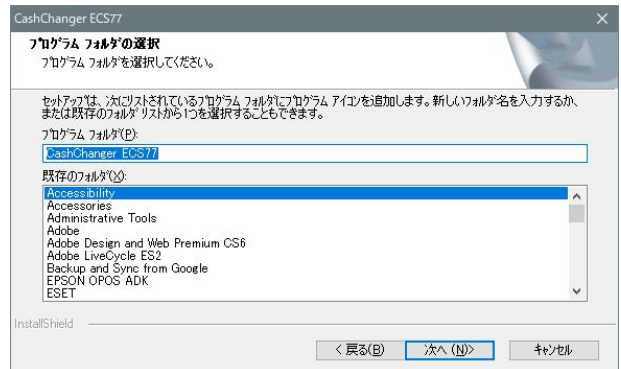 CashChanger ECS77
プログラム フォルダの選択
プログラム フォルダを選択してください。
セットアップは、次にリストされているプログラム フォルダにプログラム アイコンを追加します。新しいフォルダ名を入力するか、
または既存のフォルダ リストから1つを選択することもできます。
プログラム フォルダ(P):
CashChanger ECS77
既存のフォルダ(X):
Accessibility
Accessories
Administrative Tools
Adobe
Adobe Design and Web Premium CS6
Adobe LiveCycle ES2
Backup and Sync from Google
EPSON OPOS ADK
ESET
InstallShield
< 戻る(B) 次へ (N)> キャンセル